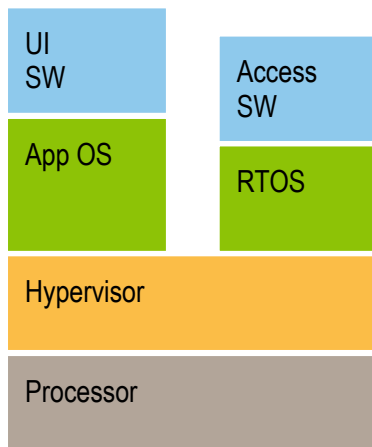 UI
SW
Access
SW
App OS
RTOS
Hypervisor
Processor